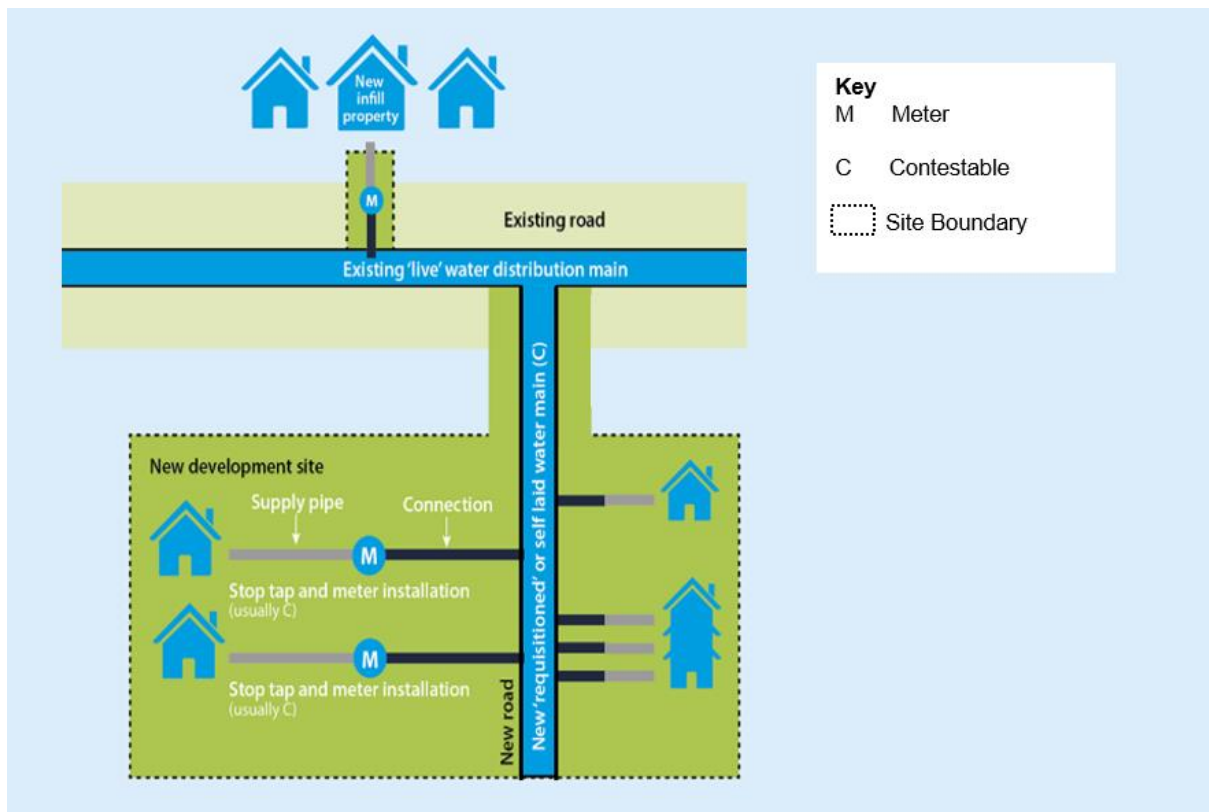 New
infill
property
M
Existing road
Existing 'live' water distribution main
Key
M Meter
C Contestable
Site Boundary
New development site
Supply pipe
Connection
M
Stop tap and meter installation
(usually C)
M
Stop tap and meter installation
(usually C)
New road
New 'requisitioned' or self laid water main (C)